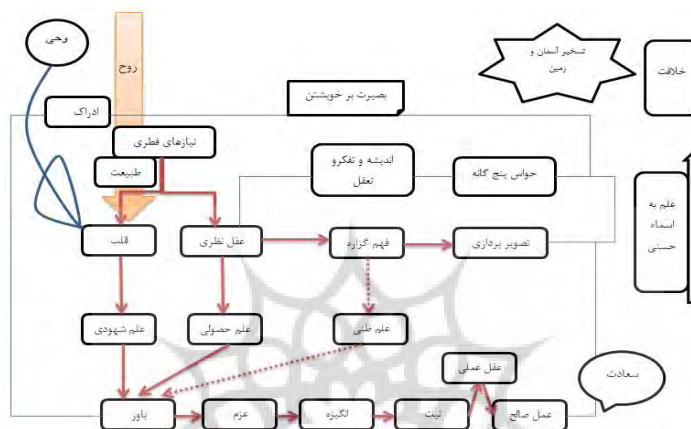 وحی
روح
تسخیر آسمان و
زمین
خلافت
بصیرت بر خویشتن
ادراک
نیازهای فطری
طبیعت
اندیشه و تفکر و
تعقل
حواس پنج گانه
علم به
اسماء
حسنی
قلب
عقل نظری
فهم گزاره
تصویر پردازی
علم شهودی
علم حصولی
علم ظنی
عقل عملی
سعادت
باور
عزم
انگیزه
نیت
عمل صالح